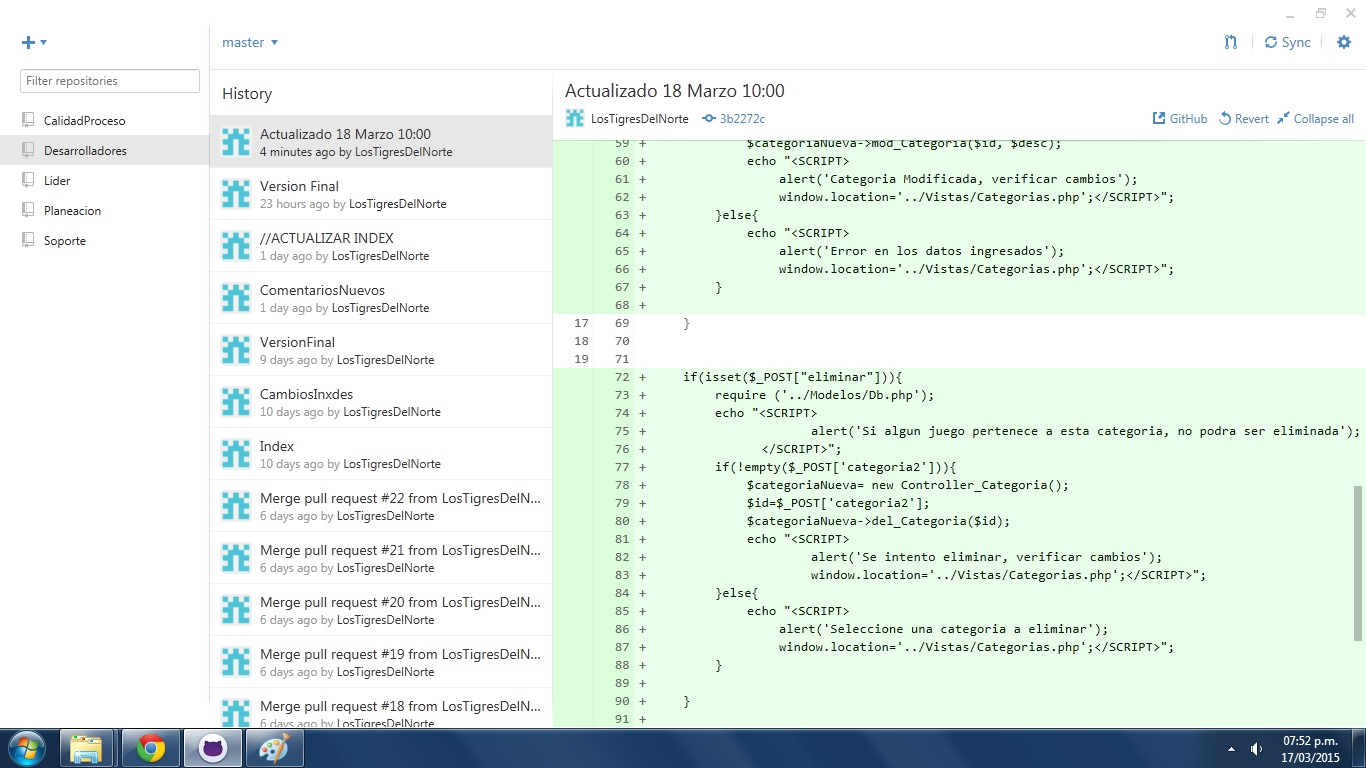 master
Sync
Filter repositories
CalidadProceso
Desarrolladores
Lider
Planeacion
Soporte
History
Actualizado 18 Marzo 10:00
4 minutes ago by LosTigresDelNorte
Version Final
23 hours ago by LosTigresDelNorte
//ACTUALIZAR INDEX
1 day ago by LosTigresDelNorte
ComentariosNuevos
1 day ago by LosTigresDelNorte
VersionFinal
9 days ago by LosTigresDelNorte
CambiosInxdes
10 days ago by LosTigresDelNorte
Index
10 days ago by LosTigresDelNorte
Merge pull request #22 from LosTigresDelN...
6 days ago by LosTigresDelNorte
Merge pull request #21 from LosTigresDelN...
6 days ago by LosTigresDelNorte
Merge pull request #20 from LosTigresDelN...
6 days ago by LosTigresDelNorte
Merge pull request #19 from LosTigresDelN...
6 days ago by LosTigresDelNorte
Merge pull request #18 from LosTigresDelN...
6 days ago by LosTigresDelNorte
Actualizado 18 Marzo 10:00
LosTigresDelNorte 3b2272c GitHub Revert Collapse all
59 + $categoriaNueva->mod_Categoria($id, $desc);
60 + echo "<SCRIPT>
61 + alert('Categoria Modificada, verificar cambios');
62 + window.location='../Vistas/Categorias.php';</SCRIPT>";
63 + }else{
64 + echo "<SCRIPT>
65 + alert('Error en los datos ingresados');
66 + window.location='../Vistas/Categorias.php';</SCRIPT>";
67 + }
68 +
17 69 }
18 70
19 71
72 + if(isset($_POST["eliminar"])){
73 + require ('../Modelos/Db.php');
74 + echo "<SCRIPT>
75 + alert('Si algun juego pertenece a esta categoria, no podra ser eliminada');
76 + </SCRIPT>";
77 + if(!empty($_POST['categoria2'])){
78 + $categoriaNueva= new Controller_Categoria();
79 + $id=$_POST['categoria2'];
80 + $categoriaNueva->del_Categoria($id);
81 + echo "<SCRIPT>
82 + alert('Se intento eliminar, verificar cambios');
83 + window.location='../Vistas/Categorias.php';</SCRIPT>";
84 + }else{
85 + echo "<SCRIPT>
86 + alert('Seleccione una categoria a eliminar');
87 + window.location='../Vistas/Categorias.php';</SCRIPT>";
88 + }
89 +
90 + }
91 +
07:52 p.m.
17/03/2015